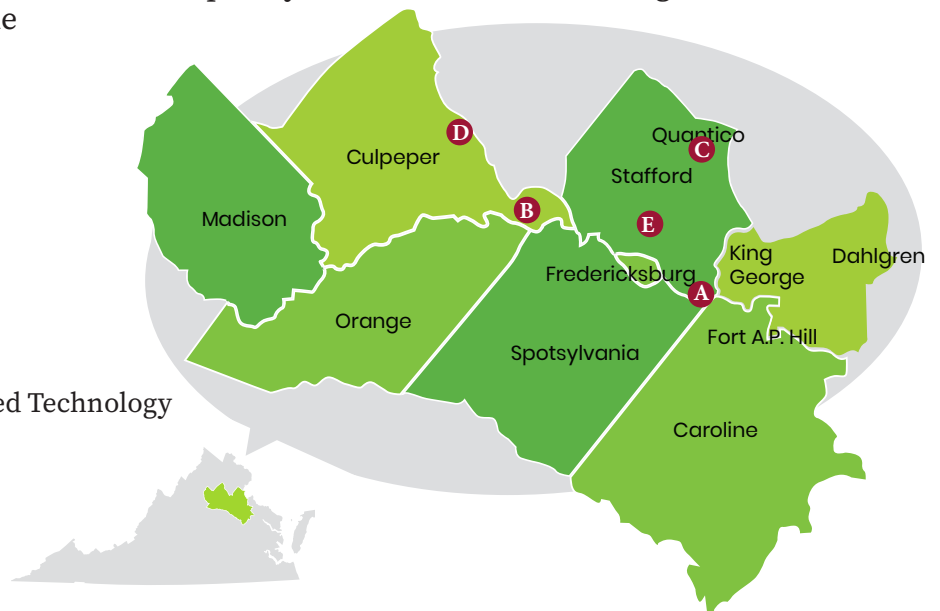 e
Quantico
D
C
Culpeper
Stafford
Madison
B
E
King
George
Dahlgren
Fredericksburg
A
Orange
Fort A.P. Hill
Spotsylvania
ed Technology
Caroline